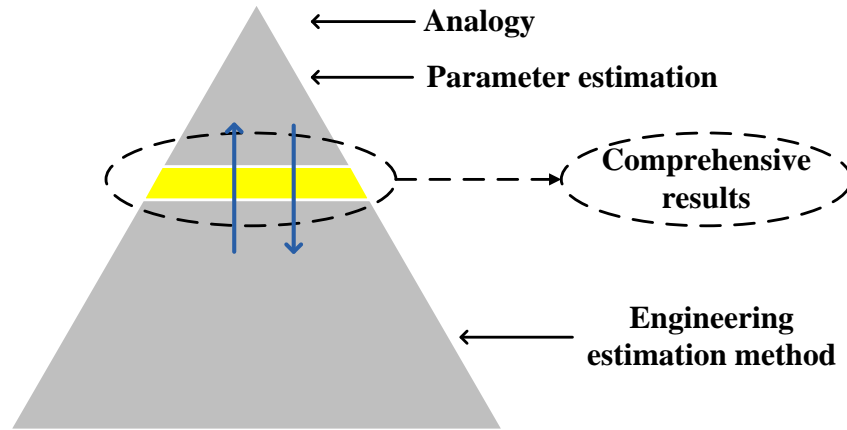 Analogy
Parameter estimation
Comprehensive
results
Engineering
estimation method